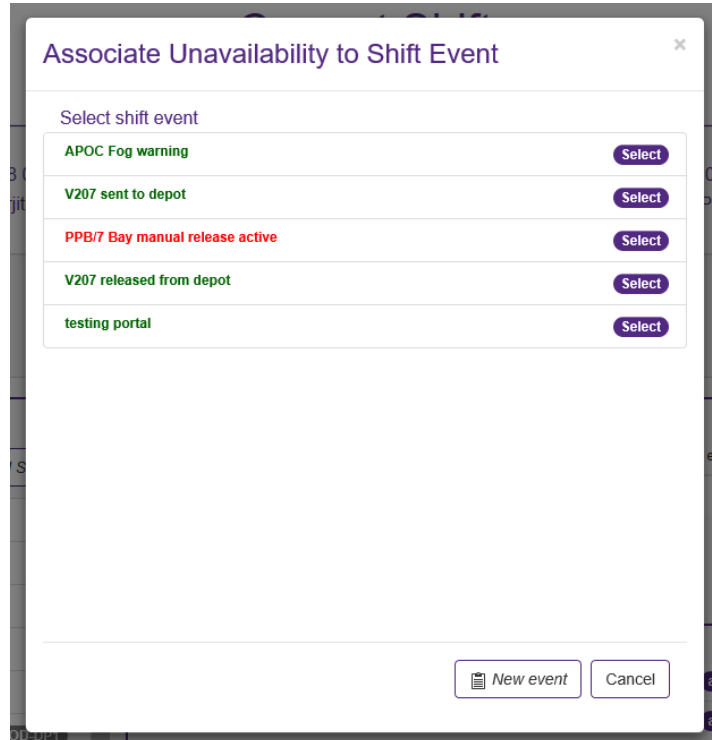 Associate Unavailability to Shift Event
×
Select shift event
APOC Fog warning
Select
V207 sent to depot
Select
PPB/7 Bay manual release active
Select
V207 released from depot
Select
testing portal
Select
New event
Cancel